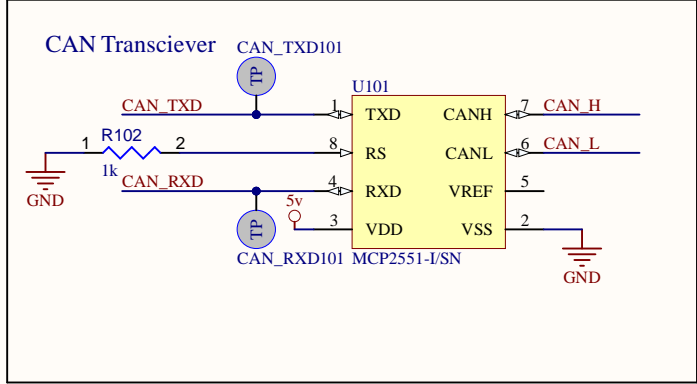 CAN Transciever
CAN_TXD101
TP
U101
CAN_TXD
1
TXD
CANH
7
CAN_H
R102
1
2
1k
8
RS
CANL
6
CAN_L
GND
CAN_RXD
4
RXD
VREF
5
TP
5v
3
VDD
VSS
2
CAN_RXD101
MCP2551-I/SN
GND